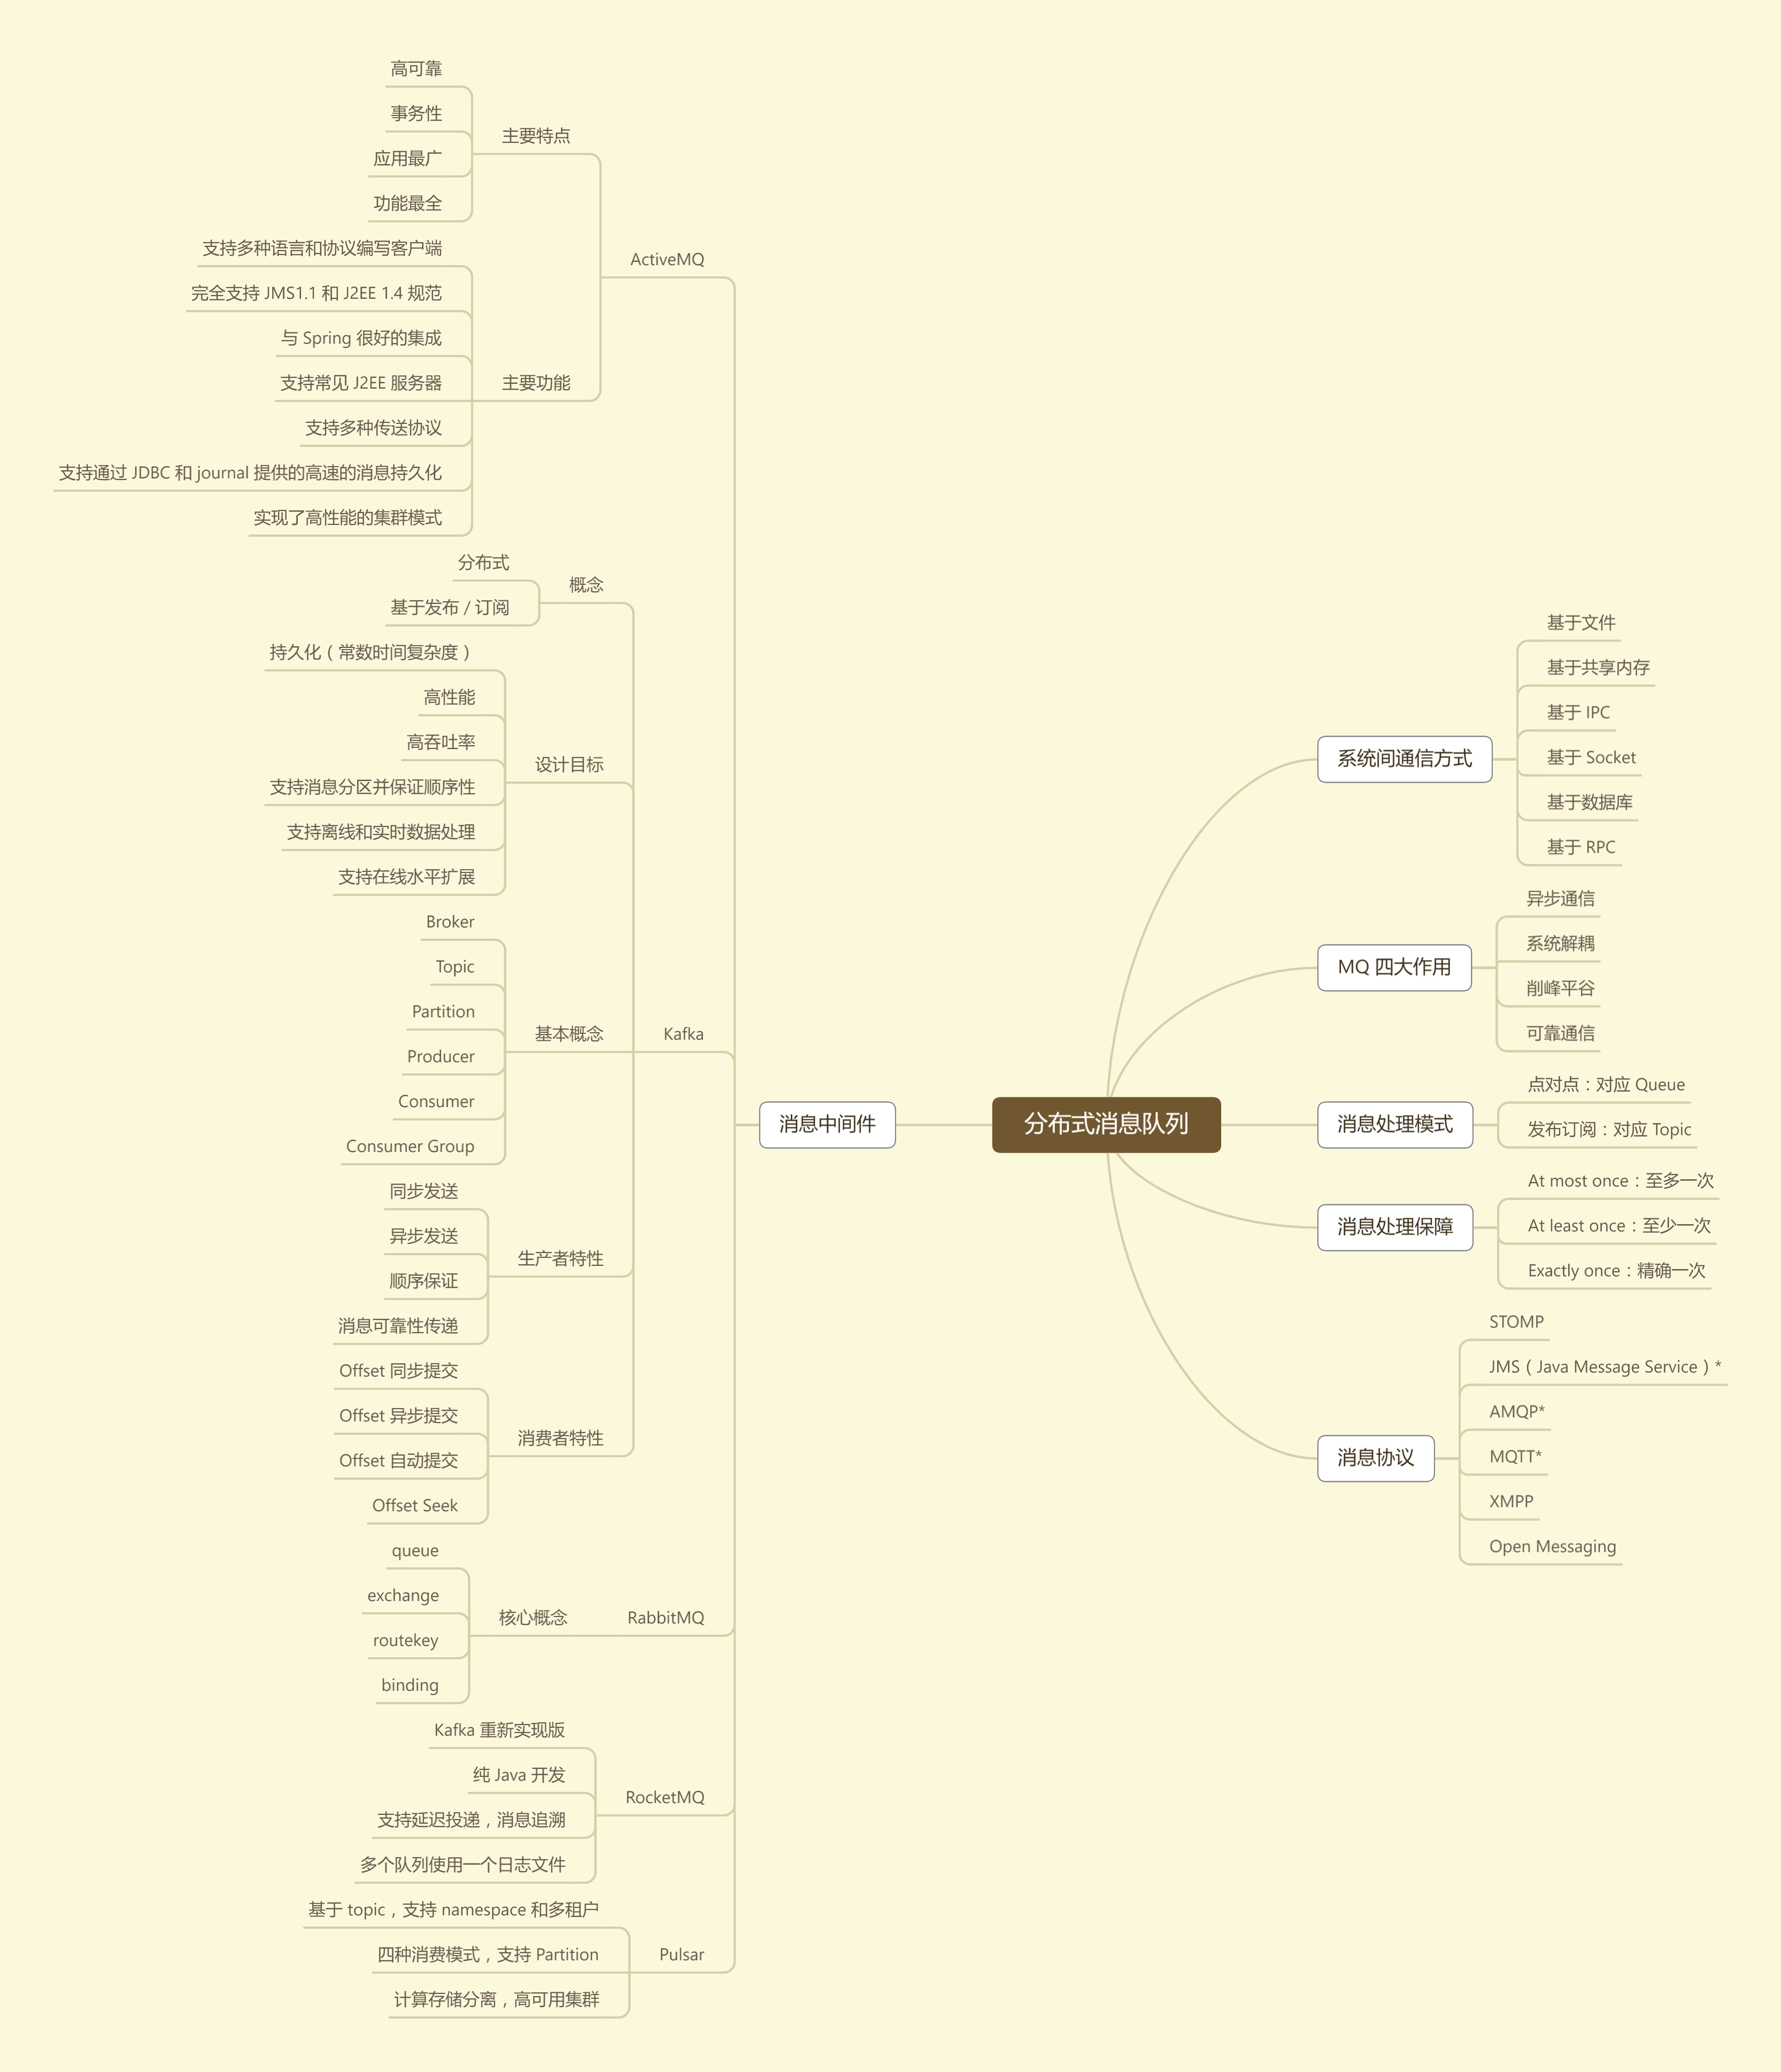 分布式消息队列
系统间通信方式
基于文件
基于共享内存
基于 IPC
基于 Socket
基于数据库
基于 RPC
MQ 四大作用
异步通信
系统解耦
削峰平谷
可靠通信
消息处理模式
点对点：对应 Queue
发布订阅：对应 Topic
消息处理保障
At most once：至多一次
At least once：至少一次
Exactly once：精确一次
消息协议
STOMP
JMS（Java Message Service）*
AMQP*
MQTT*
XMPP
Open Messaging
消息中间件
ActiveMQ
主要特点
高可靠
事务性
应用最广
功能最全
主要功能
支持多种语言和协议编写客户端
完全支持 JMS1.1 和 J2EE 1.4 规范
与 Spring 很好的集成
支持常见 J2EE 服务器
支持多种传送协议
支持通过 JDBC 和 journal 提供的高速的消息持久化
实现了高性能的集群模式
Kafka
概念
分布式
基于发布 / 订阅
设计目标
持久化（常数时间复杂度）
高性能
高吞吐率
支持消息分区并保证顺序性
支持离线和实时数据处理
支持在线水平扩展
基本概念
Broker
Topic
Partition
Producer
Consumer
Consumer Group
生产者特性
同步发送
异步发送
顺序保证
消息可靠性传递
消费者特性
Offset 同步提交
Offset 异步提交
Offset 自动提交
Offset Seek
RabbitMQ
核心概念
queue
exchange
routekey
binding
RocketMQ
Kafka 重新实现版
纯 Java 开发
支持延迟投递，消息追溯
多个队列使用一个日志文件
Pulsar
基于 topic，支持 namespace 和多租户
四种消费模式，支持 Partition
计算存储分离，高可用集群